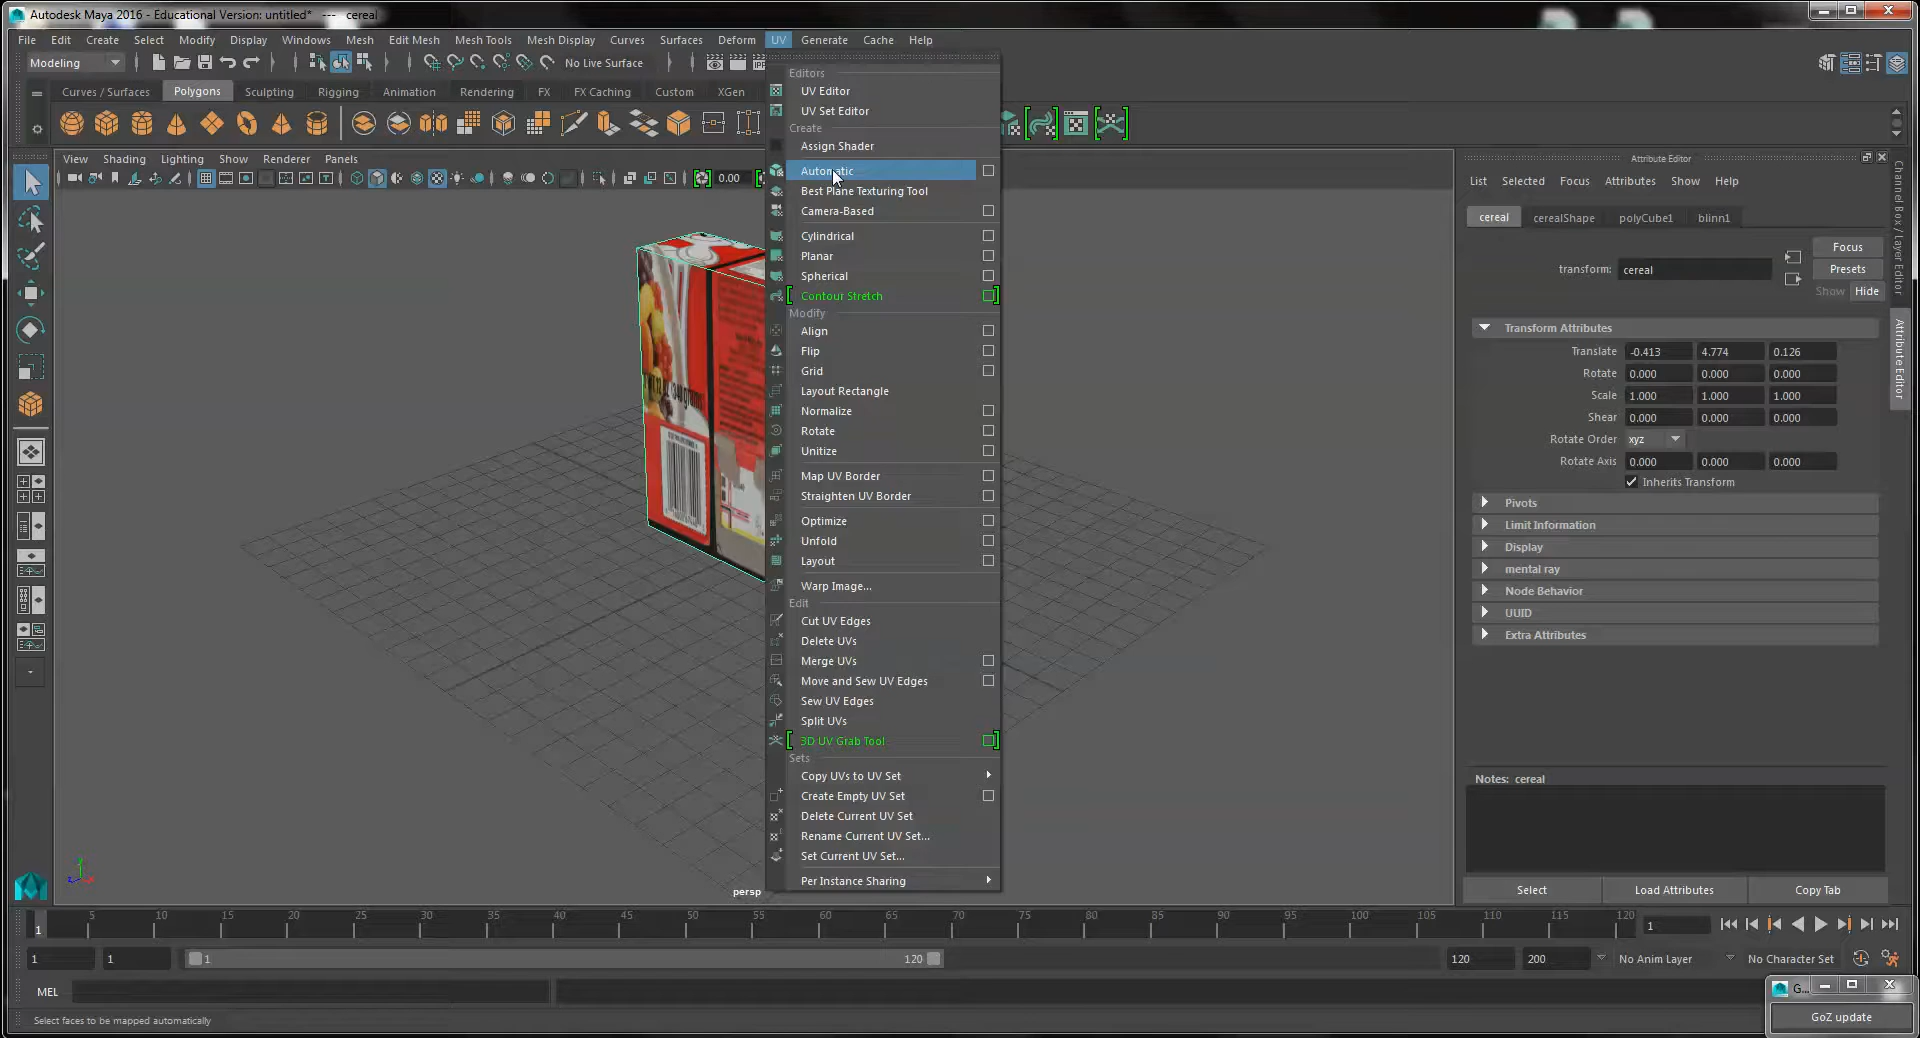 Autodesk Maya 2016 - Educational Version: untitled* --- cereal
File Edit Create Select Modify Display Windows Mesh Edit Mesh Mesh Tools Mesh Display Curves Surfaces Deform UV Generate Cache Help
Modeling No Live Surface
Curves / Surfaces Polygons Sculpting Rigging Animation Rendering FX FX Caching Custom XGen
View Shading Lighting Show Renderer Panels
0.00
Editors
UV Editor
UV Set Editor
Create
Assign Shader
Automatic
Best Plane Texturing Tool
Camera-Based
Cylindrical
Planar
Spherical
Contour Stretch
Modify
Align
Flip
Grid
Layout Rectangle
Normalize
Rotate
Unitize
Map UV Border
Straighten UV Border
Optimize
Unfold
Layout
Warp Image...
Edit
Cut UV Edges
Delete UVs
Merge UVs
Move and Sew UV Edges
Sew UV Edges
Split UVs
3D UV Grab Tool
Sets
Copy UVs to UV Set
Create Empty UV Set
Delete Current UV Set
Rename Current UV Set...
Set Current UV Set...
Per Instance Sharing
persp
Attribute Editor
List Selected Focus Attributes Show Help
cereal cerealShape polyCube1 blinn1
Focus
transform: cereal
Presets
Show Hide
Transform Attributes
Translate -0.413 4.774 0.126
Rotate 0.000 0.000 0.000
Scale 1.000 1.000 1.000
Shear 0.000 0.000 0.000
Rotate Order xyz
Rotate Axis 0.000 0.000 0.000
Inherits Transform
Pivots
Limit Information
Display
mental ray
Node Behavior
UUID
Extra Attributes
Notes: cereal
Select Load Attributes Copy Tab
Channel Box / Layer Editor
Attribute Editor
1 5 10 15 20 25 30 35 40 45 50 55 60 65 70 75 80 85 90 95 100 105 110 115 120 1
1 1 1 120 120 200 No Anim Layer No Character Set
MEL
G...
GoZ update
Select faces to be mapped automatically